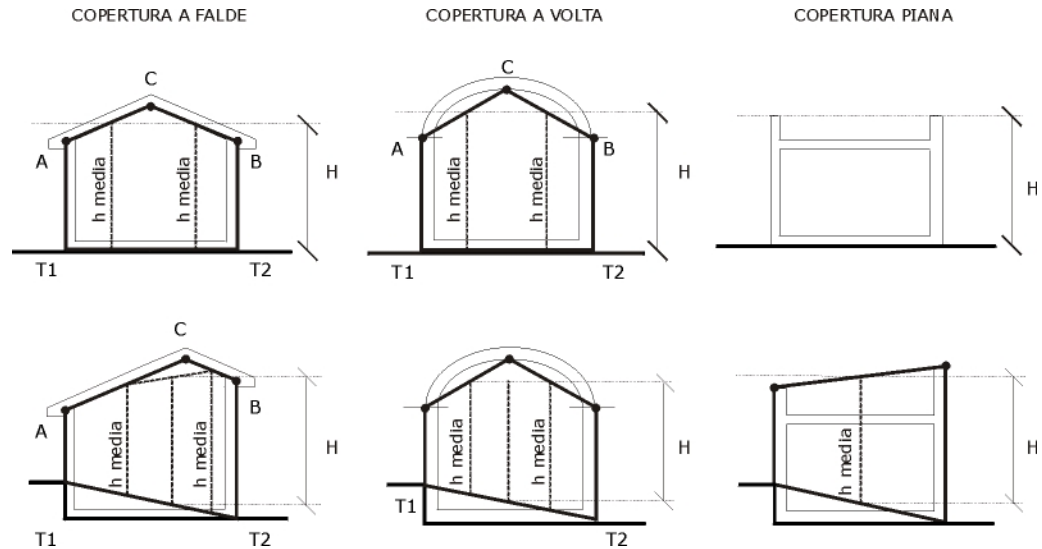 COPERTURA A FALDE
COPERTURA A VOLTA
COPERTURA PIANA
C
A
B
h media
h media
H
T1
T2
C
A
B
h media
h media
H
T1
T2
H
C
A
B
h media
h media
H
T1
T2
h media
h media
H
T1
T2
h media
H